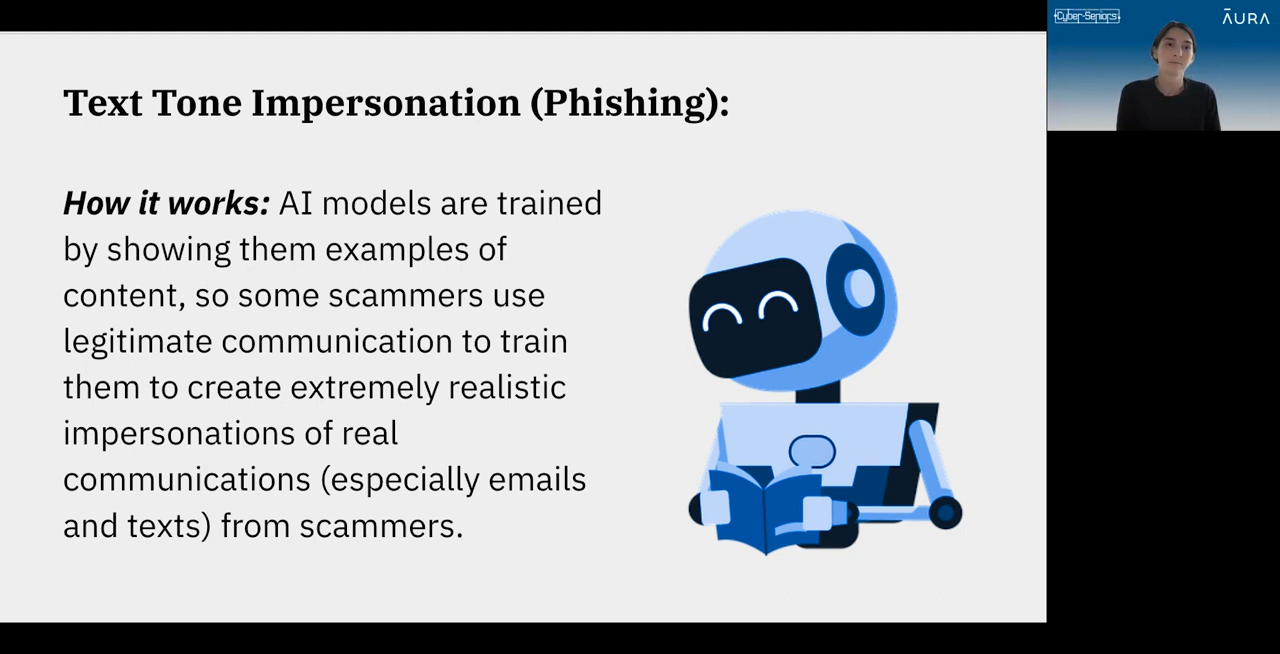 Text Tone Impersonation (Phishing):
How it works: AI models are trained
by showing them examples of
content, so some scammers use
legitimate communication to train
them to create extremely realistic
impersonations of real
communications (especially emails
and texts) from scammers.
Cyber-Seniors
ĀURA